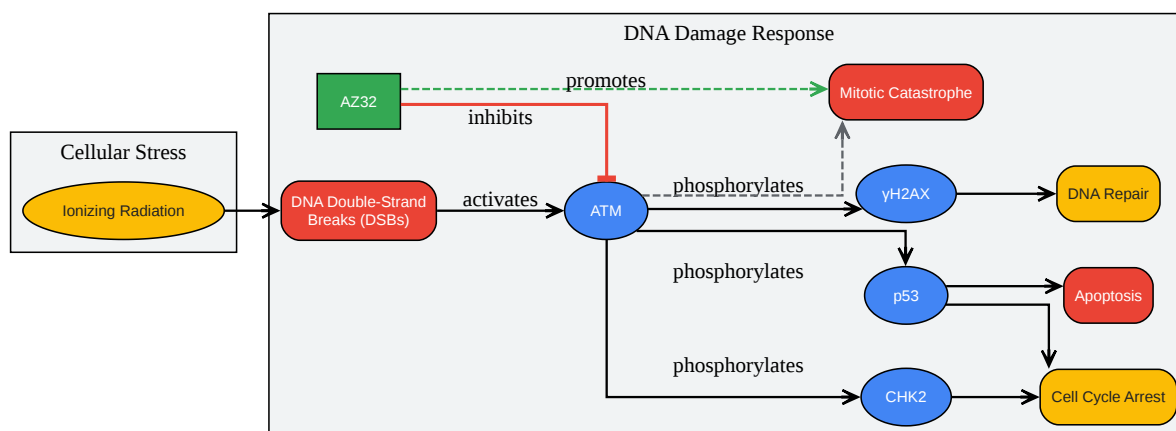 DNA Damage Response
AZ32
promotes
Mitotic Catastrophe
inhibits
Cellular Stress
Ionizing Radiation
DNA Double-Strand
Breaks (DSBs)
activates
ATM
phosphorylates
γH2AX
DNA Repair
phosphorylates
p53
Apoptosis
phosphorylates
CHK2
Cell Cycle Arrest